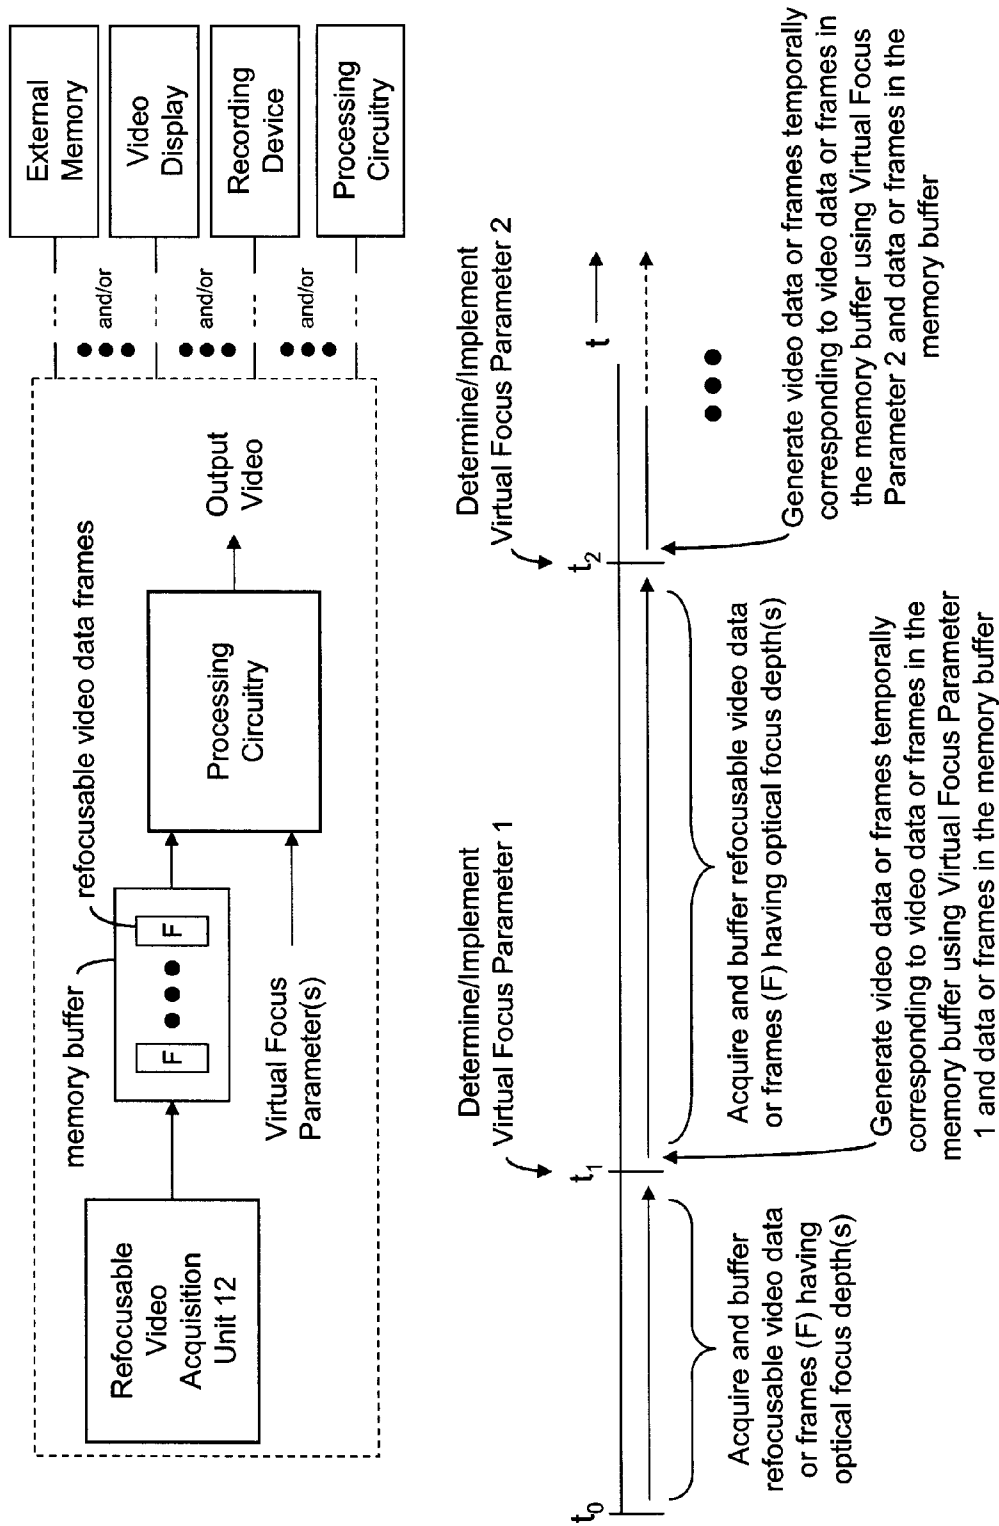 Refocusable
Video
Acquisition
Unit 12
memory buffer
refocusable video data frames
F
F
Virtual Focus
Parameter(s)
Processing
Circuitry
Output
Video
and/or
and/or
and/or
External
Memory
Video
Display
Recording
Device
Processing
Circuitry
Determine/Implement
Virtual Focus Parameter 1
Determine/Implement
Virtual Focus Parameter 2
t0
t1
t2
t
Acquire and buffer
refocusable video data
or frames (F) having
optical focus depth(s)
Acquire and buffer refocusable video data
or frames (F) having optical focus depth(s)
Generate video data or frames temporally
corresponding to video data or frames in the
memory buffer using Virtual Focus Parameter
1 and data or frames in the memory buffer
Generate video data or frames temporally
corresponding to video data or frames in
the memory buffer using Virtual Focus
Parameter 2 and data or frames in the
memory buffer